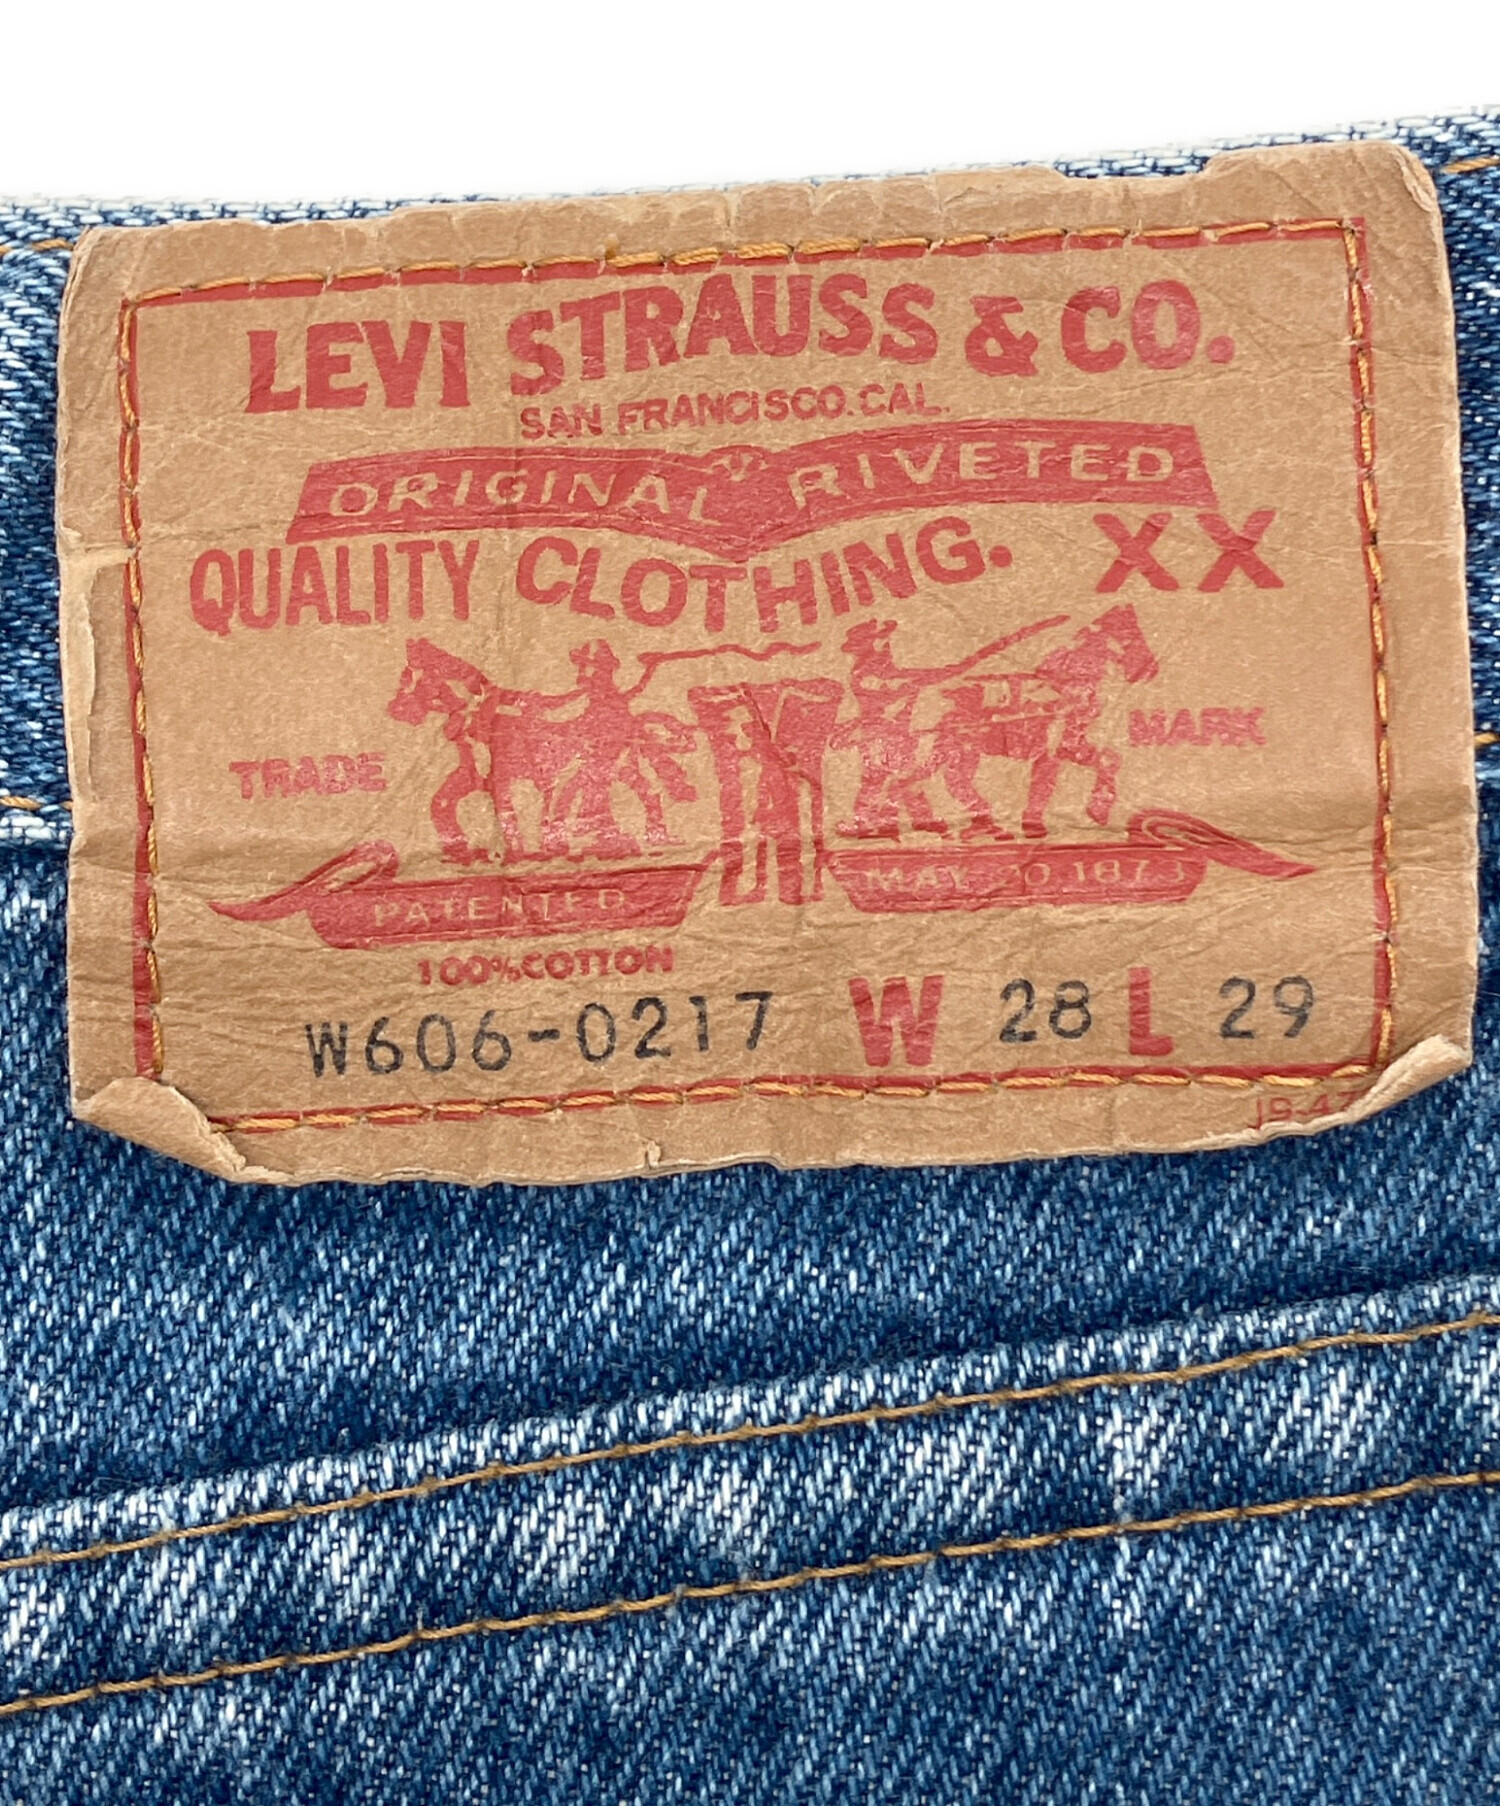 LEVI STRAUSS & CO.
SAN FRANCISCO. CAL.
ORIGINAL RIVETED
QUALITY CLOTHING. XX
TRADE MARK
PATENTED MAY 20 1873
100% COTTON
W606-0217 W 28 L 29